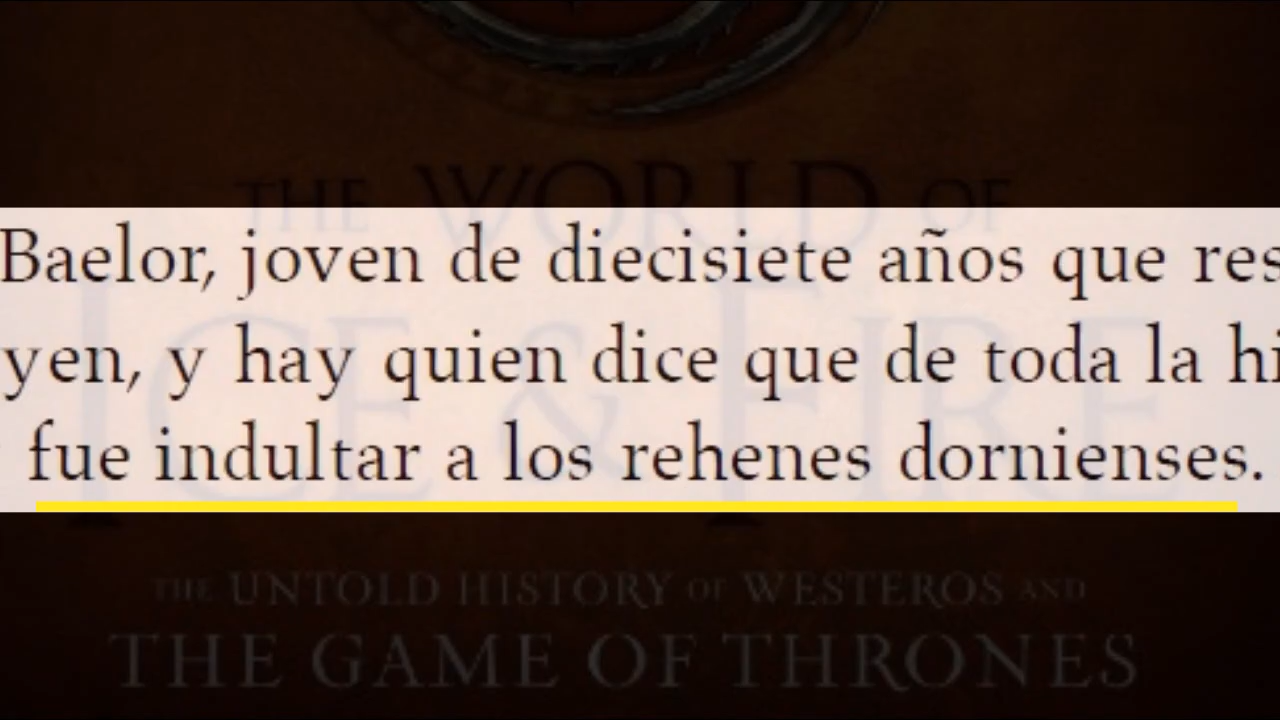 THE WORLD OF
Baelor, joven de diecisiete años que res
yen, y hay quien dice que de toda la hi
ICE & FIRE
fue indultar a los rehenes dornienses.
THE UNTOLD HISTORY OF WESTEROS AND
THE GAME OF THRONES